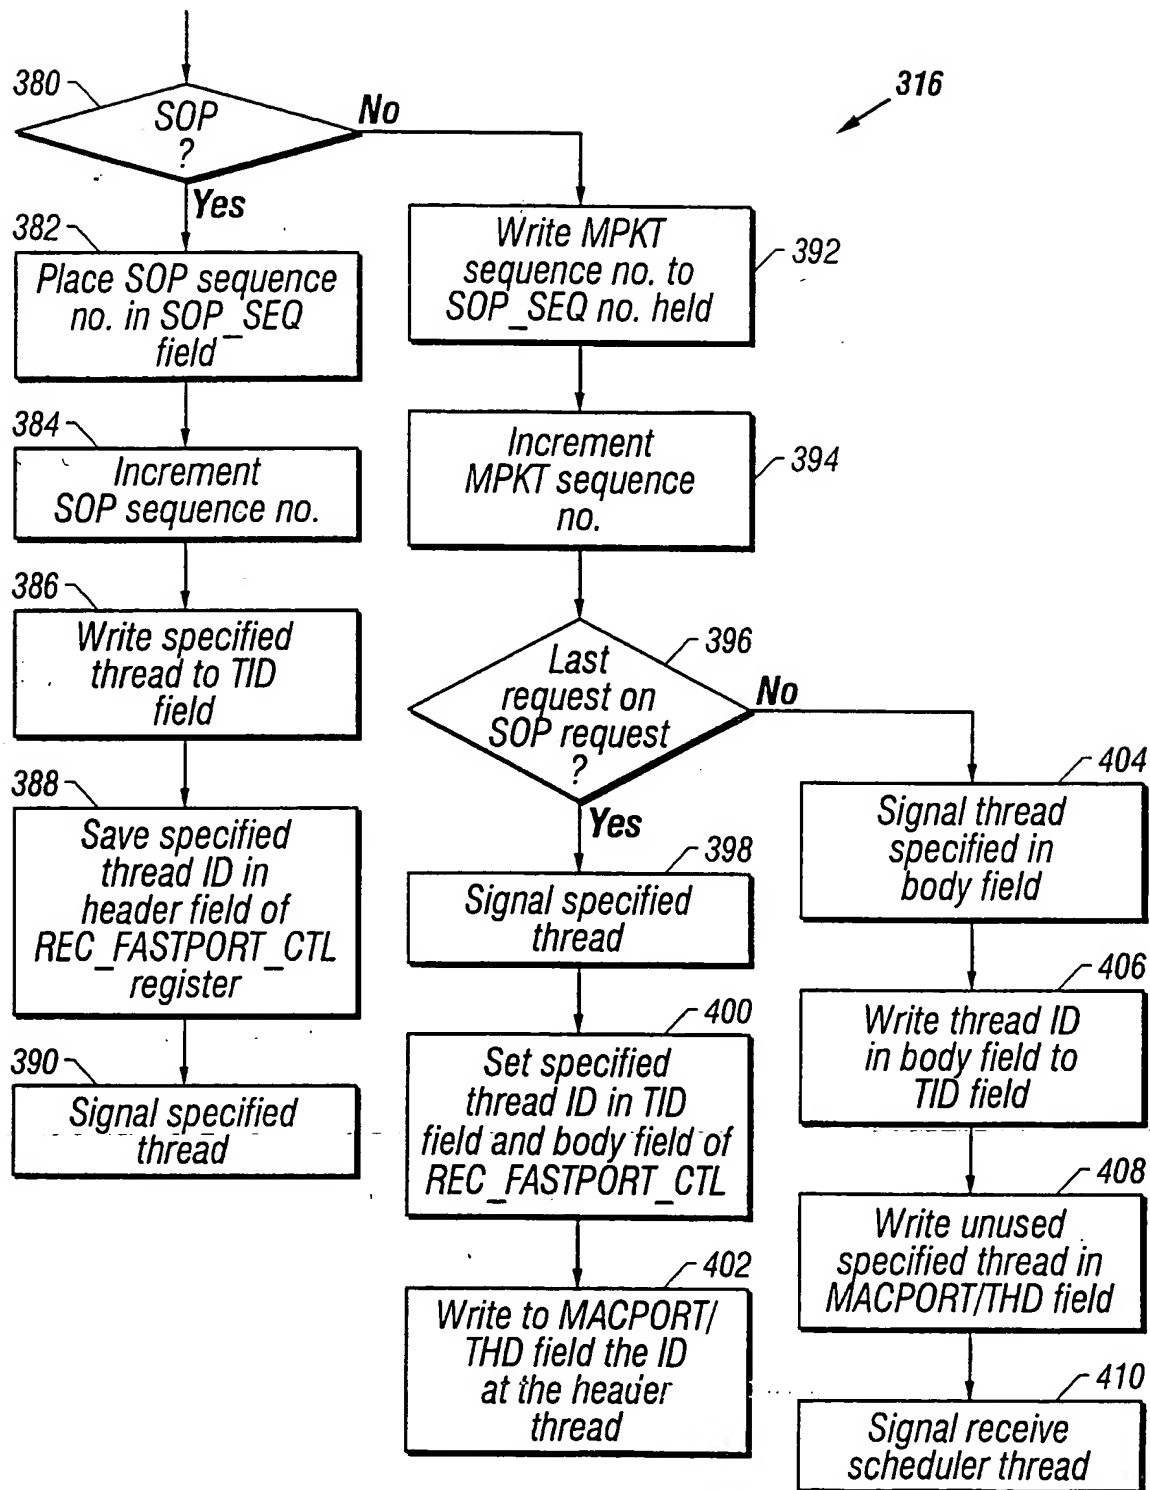 316
380
SOP
?
No
Yes
382
Place SOP sequence
no. in SOP_SEQ
field
384
Increment
SOP sequence no.
386
Write specified
thread to TID
field
388
Save specified
thread ID in
header field of
REC_FASTPORT_CTL
register
390
Signal specified
thread
Write MPKT
sequence no. to
SOP_SEQ no. held
392
Increment
MPKT sequence
no.
394
Last
request on
SOP request
?
396
No
Yes
398
Signal specified
thread
400
Set specified
thread ID in TID
field and body field of
REC_FASTPORT_CTL
402
Write to MACPORT/
THD field the ID
at the header
thread
404
Signal thread
specified in
body field
406
Write thread ID
in body field to
TID field
408
Write unused
specified thread in
MACPORT/THD field
410
Signal receive
scheduler thread